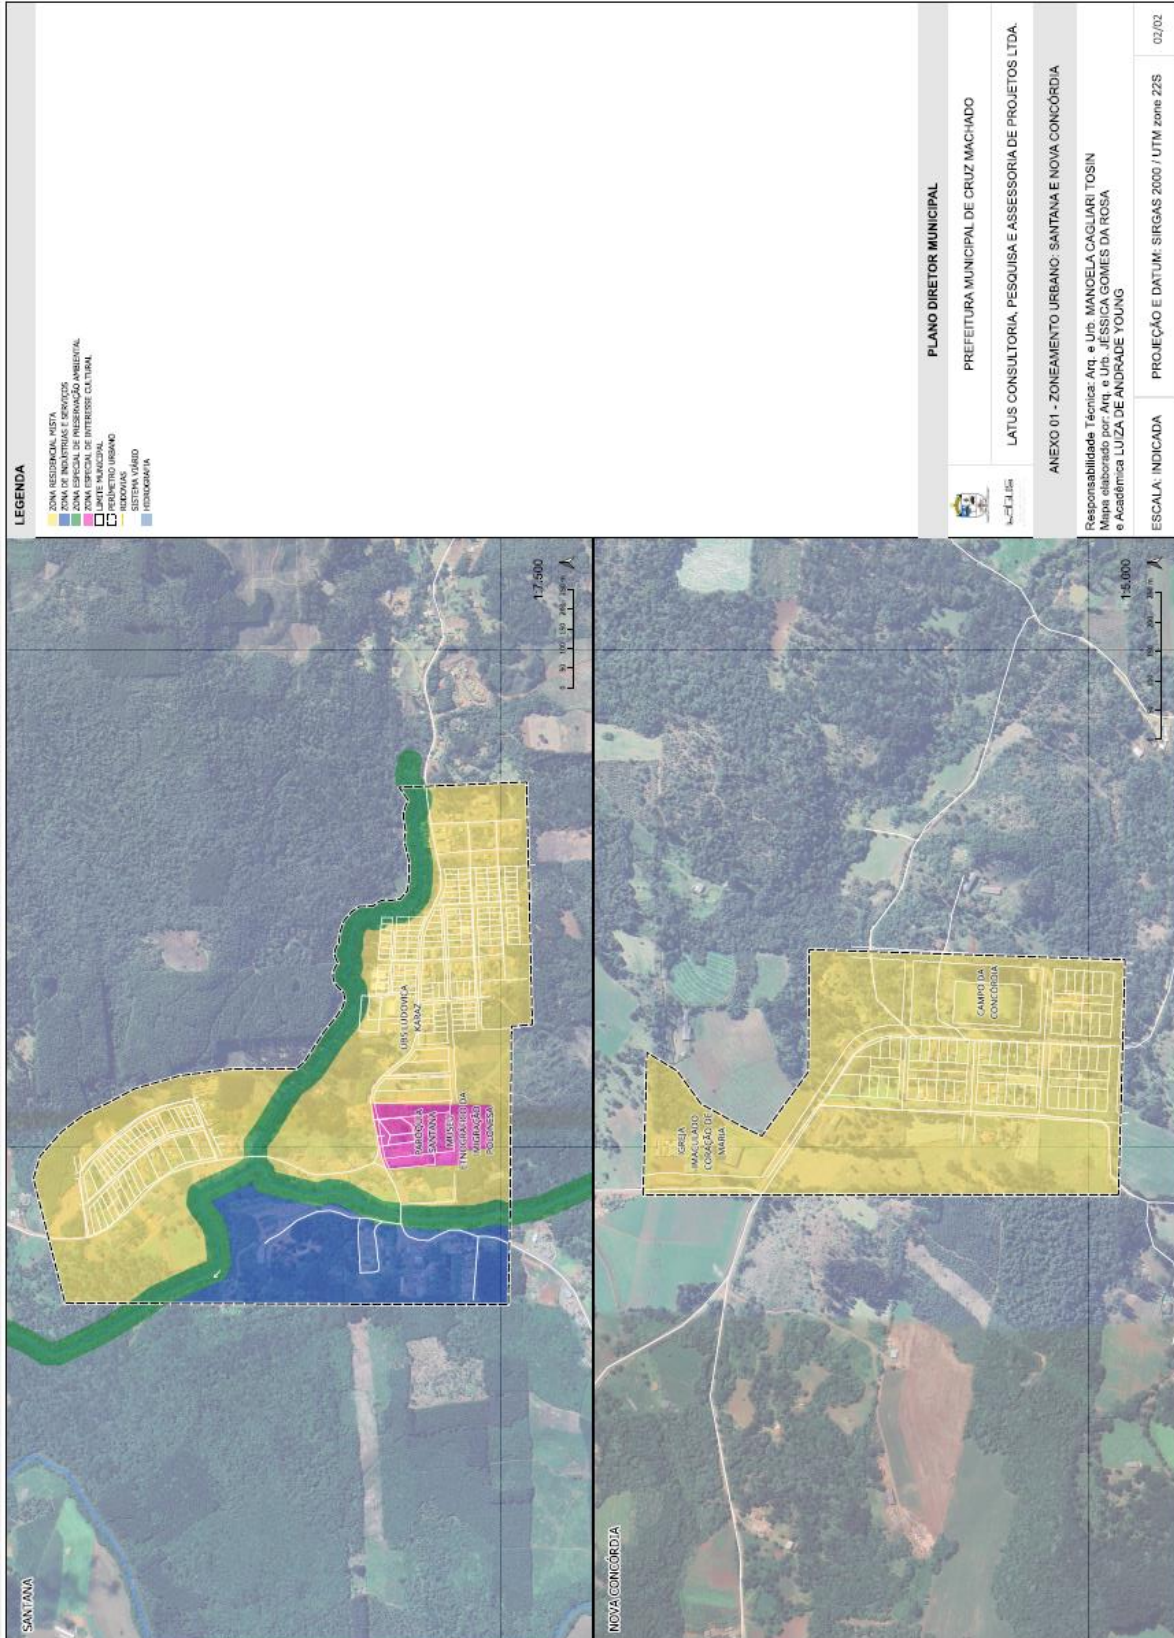 SANTANA
UBS LUDOVICA
KARAZ
PARÓQUIA
SANTANA
MUSEU
ETNOGRÁFICO DA
IMIGRAÇÃO
POLONESA
1:7.500
NOVA CONCÓRDIA
IGREJA
IMACULADO
CORAÇÃO DE
MARIA
CAMPO DA
CONCÓRDIA
1:5.000
LEGENDA
ZONA RESIDENCIAL MISTA
ZONA DE INDÚSTRIAS E SERVIÇOS
ZONA ESPECIAL DE PRESERVAÇÃO AMBIENTAL
ZONA ESPECIAL DE INTERESSE CULTURAL
LIMITE MUNICIPAL
PERÍMETRO URBANO
RODOVIAS
SISTEMA VIÁRIO
HIDROGRAFIA
PLANO DIRETOR MUNICIPAL
PREFEITURA MUNICIPAL DE CRUZ MACHADO
LATUS CONSULTORIA, PESQUISA E ASSESSORIA DE PROJETOS LTDA.
ANEXO 01 - ZONEAMENTO URBANO: SANTANA E NOVA CONCÓRDIA
Responsabilidade Técnica: Arq. e Urb. MANOELA CAGLIARI TOSIN
Mapa elaborado por: Arq. e Urb. JÉSSICA GOMES DA ROSA
e Acadêmica LUIZA DE ANDRADE YOUNG
ESCALA: INDICADA
PROJEÇÃO E DATUM: SIRGAS 2000 / UTM zone 22S
02/02